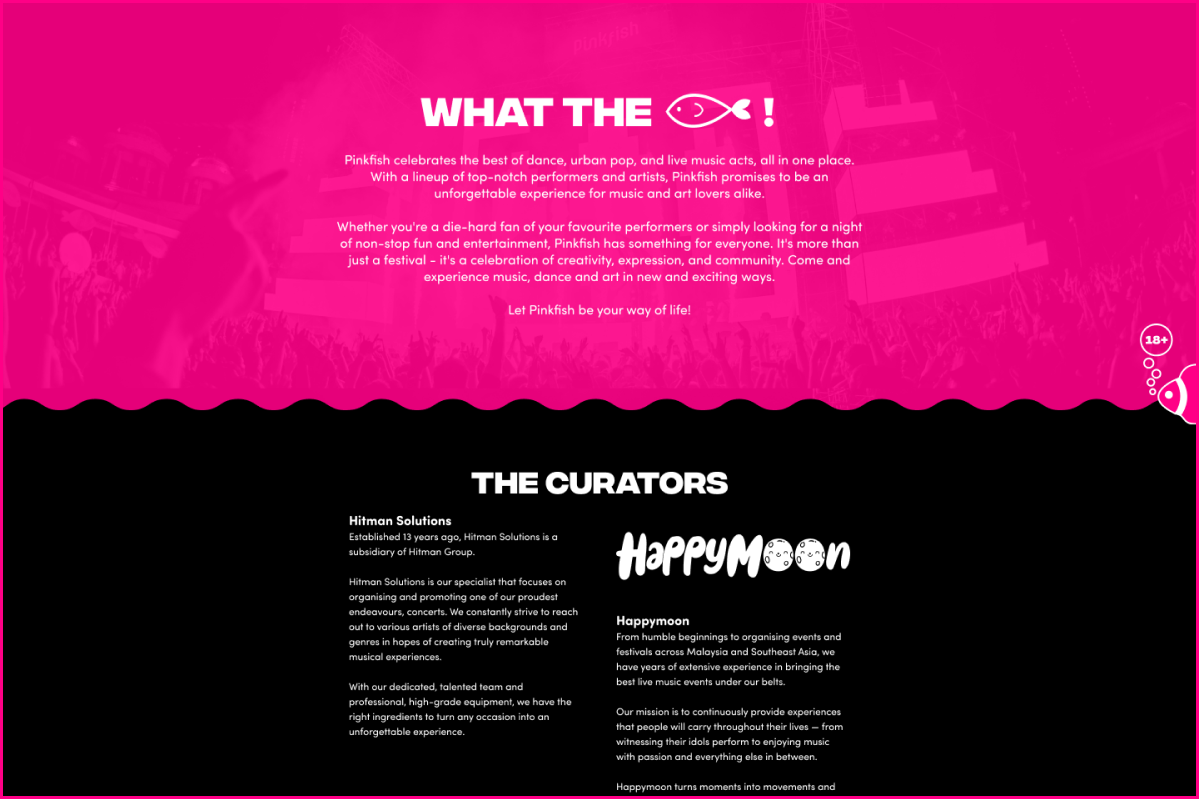 Pinkfish
WHAT THE !
Pinkfish celebrates the best of dance, urban pop, and live music acts, all in one place.
With a lineup of top-notch performers and artists, Pinkfish promises to be an
unforgettable experience for music and art lovers alike.
Whether you're a die-hard fan of your favourite performers or simply looking for a night
of non-stop fun and entertainment, Pinkfish has something for everyone. It's more than
just a festival - it's a celebration of creativity, expression, and community. Come and
experience music, dance and art in new and exciting ways.
Let Pinkfish be your way of life!
18+
THE CURATORS
Hitman Solutions
Established 13 years ago, Hitman Solutions is a
subsidiary of Hitman Group.
Hitman Solutions is our specialist that focuses on
organising and promoting one of our proudest
endeavours, concerts. We constantly strive to reach
out to various artists of diverse backgrounds and
genres in hopes of creating truly remarkable
musical experiences.
With our dedicated, talented team and
professional, high-grade equipment, we have the
right ingredients to turn any occasion into an
unforgettable experience.
HappyMoon
Happymoon
From humble beginnings to organising events and
festivals across Malaysia and Southeast Asia, we
have years of extensive experience in bringing the
best live music events under our belts.
Our mission is to continuously provide experiences
that people will carry throughout their lives — from
witnessing their idols perform to enjoying music
with passion and everything else in between.
Happymoon turns moments into movements and